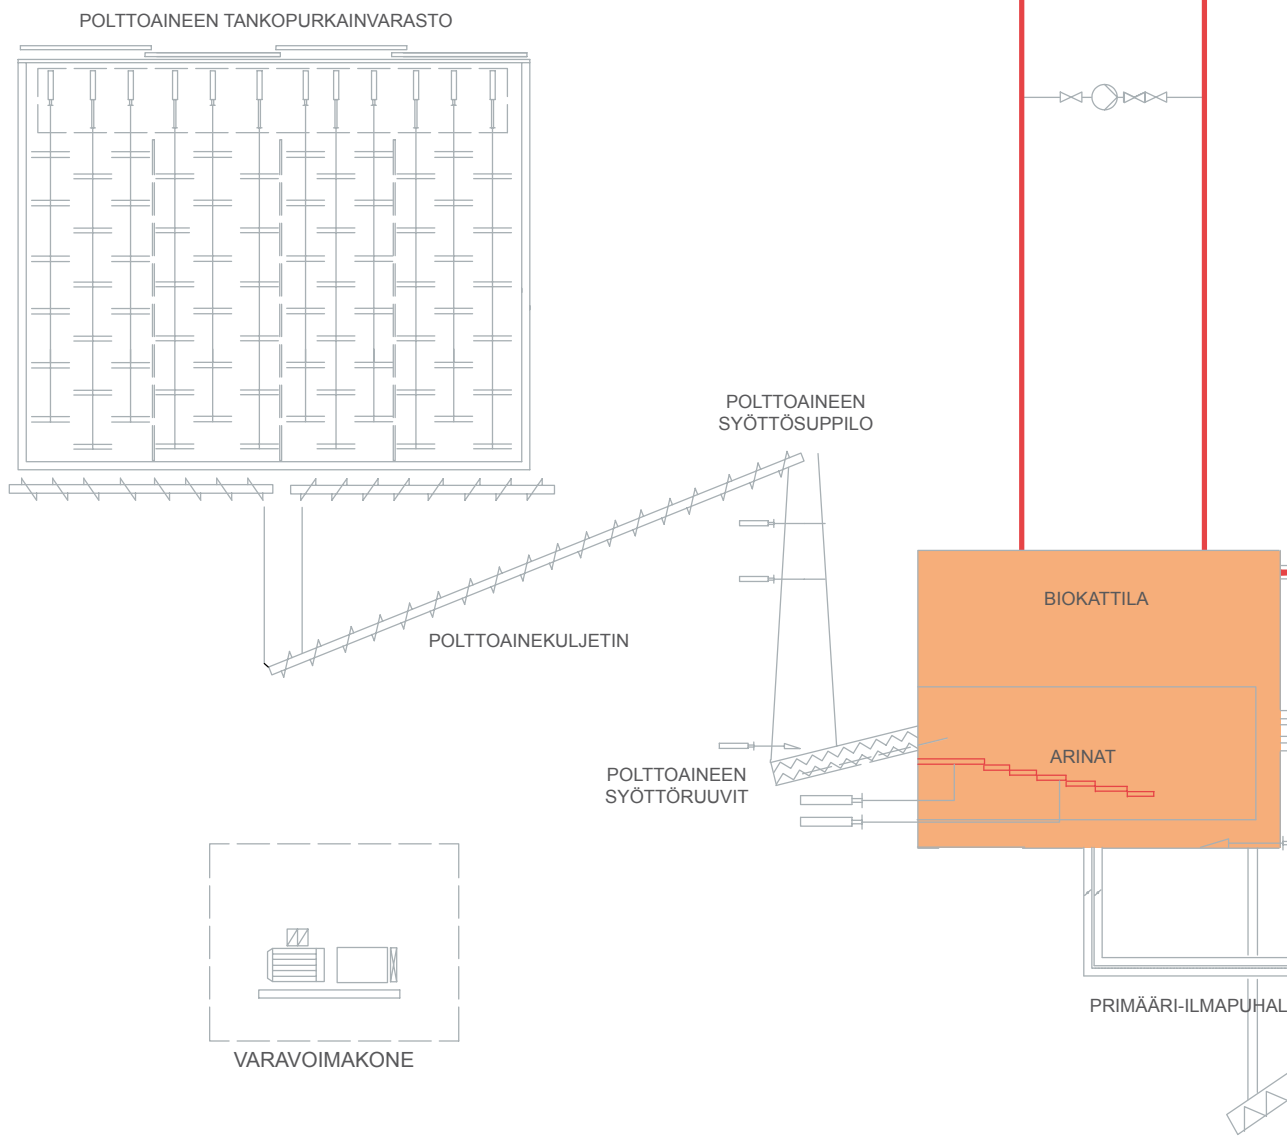 POLTTOAINEEN TANKOPURKAINVARASTO
POLTTOAINEEN
SYÖTTÖSUPPILO
BIOKATTILA
POLTTOAINEKULJETIN
ARINAT
POLTTOAINEEN
SYÖTTÖRUUVIT
PRIMÄÄRI-ILMAPUHAL
VARAVOIMAKONE